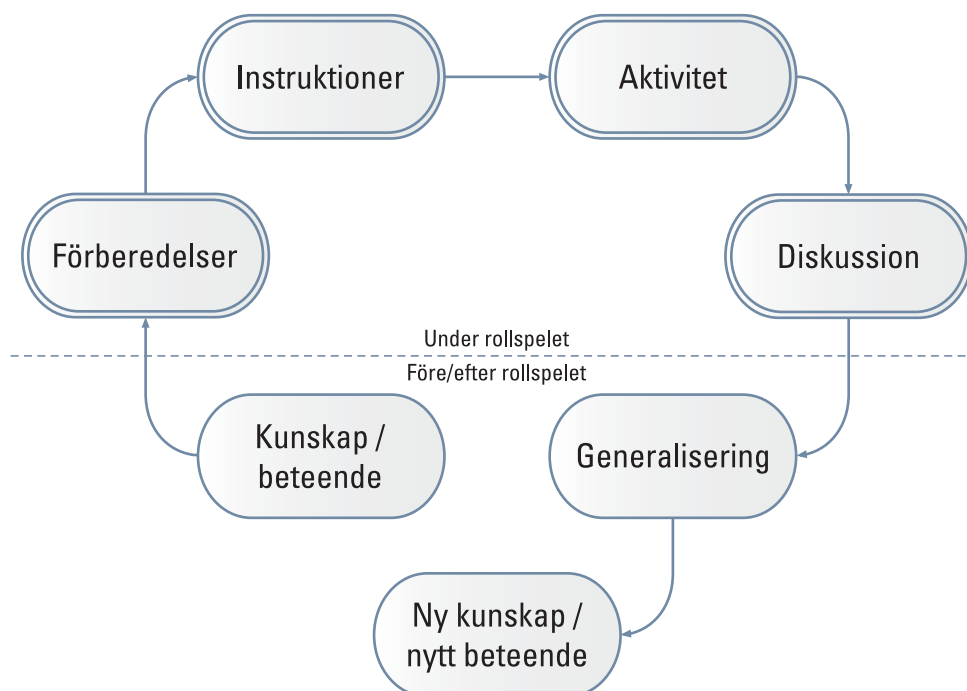 Instruktioner
Aktivitet
Förberedelser
Diskussion
Under rollspelet
Före/efter rollspelet
Kunskap /
beteende
Generalisering
Ny kunskap /
nytt beteende